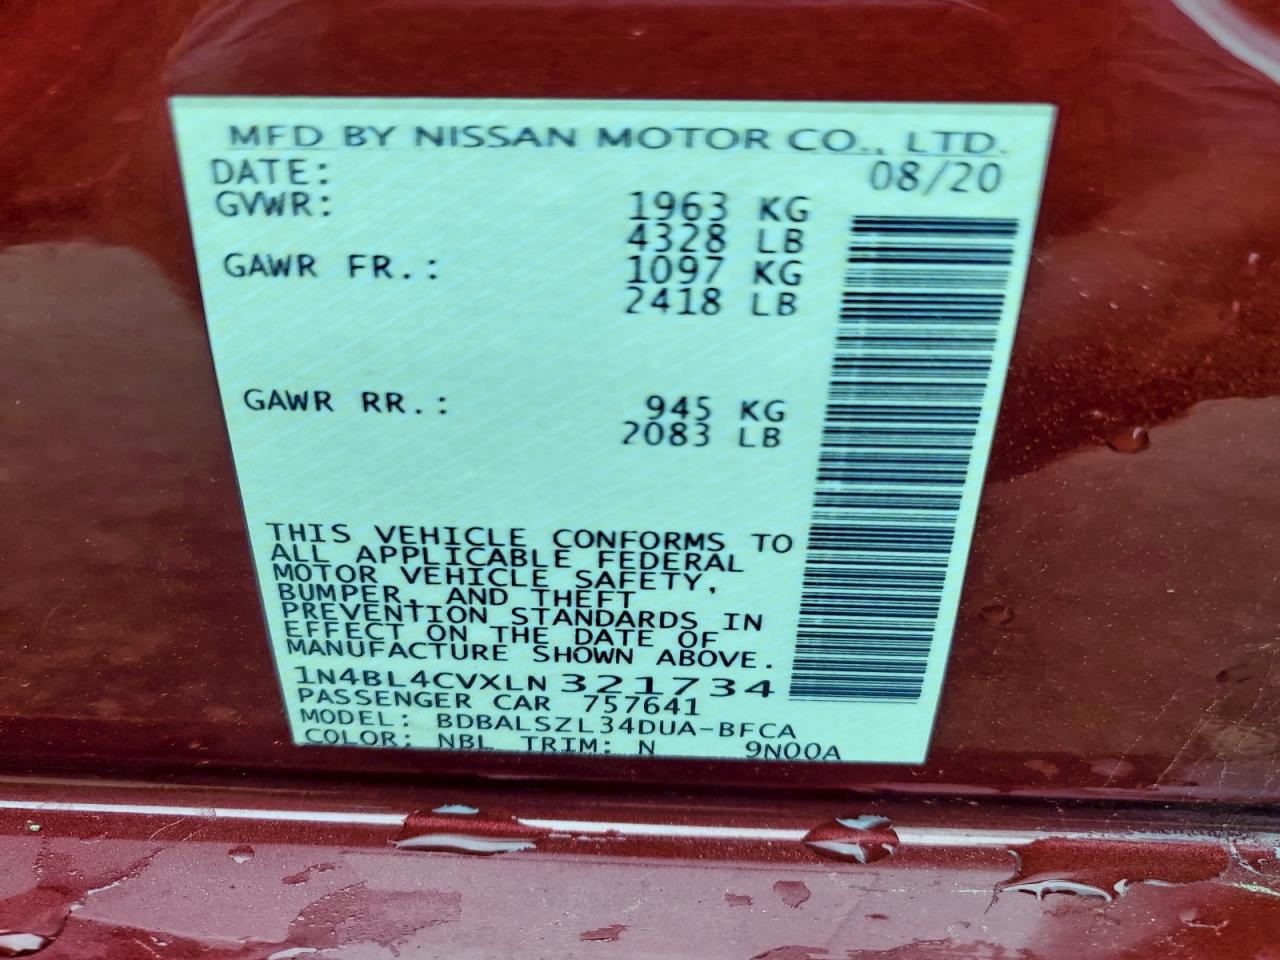 MFD BY NISSAN MOTOR CO., LTD.
DATE: 08/20
GVWR: 1963 KG
4328 LB
GAWR FR.: 1097 KG
2418 LB
GAWR RR.: 945 KG
2083 LB
THIS VEHICLE CONFORMS TO
ALL APPLICABLE FEDERAL
MOTOR VEHICLE SAFETY,
BUMPER, AND THEFT
PREVENTION STANDARDS IN
EFFECT ON THE DATE OF
MANUFACTURE SHOWN ABOVE.
1N4BL4CVXLN321734
PASSENGER CAR 757641
MODEL: BDBALSZL34DUA-BFCA
COLOR: NBL TRIM: N 9N00A